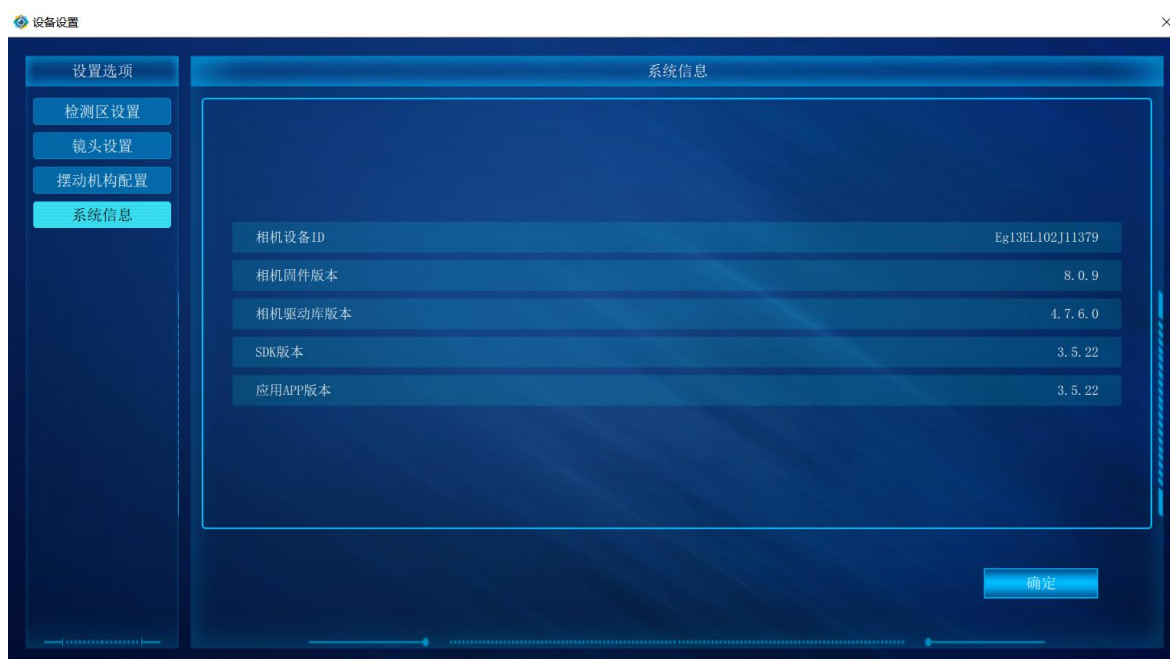 设备设置
设置选项
检测区设置
镜头设置
摆动机构配置
系统信息
系统信息
相机设备ID Eg13EL102J11379
相机固件版本 8.0.9
相机驱动库版本 4.7.6.0
SDK版本 3.5.22
应用APP版本 3.5.22
确定